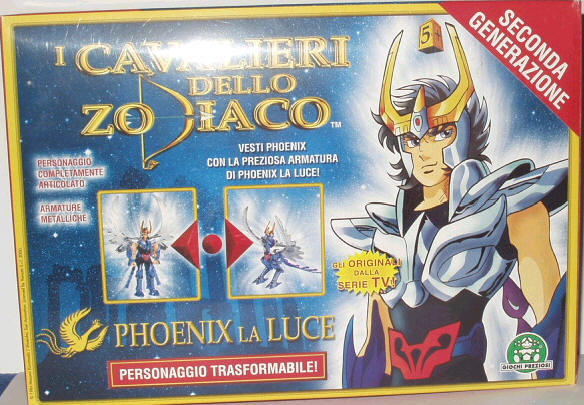 5+
SECONDA
GENERAZIONE
I CAVALIERI
DELLO
ZODIACO™
VESTI PHOENIX
CON LA PREZIOSA ARMATURA
DI PHOENIX LA LUCE!
PERSONAGGIO
COMPLETAMENTE
ARTICOLATO
ARMATURE
METALLICHE
GLI ORIGINALI
DALLA
SERIE TV!
PHOENIX LA LUCE
PERSONAGGIO TRASFORMABILE!
GIOCHI PREZIOSI